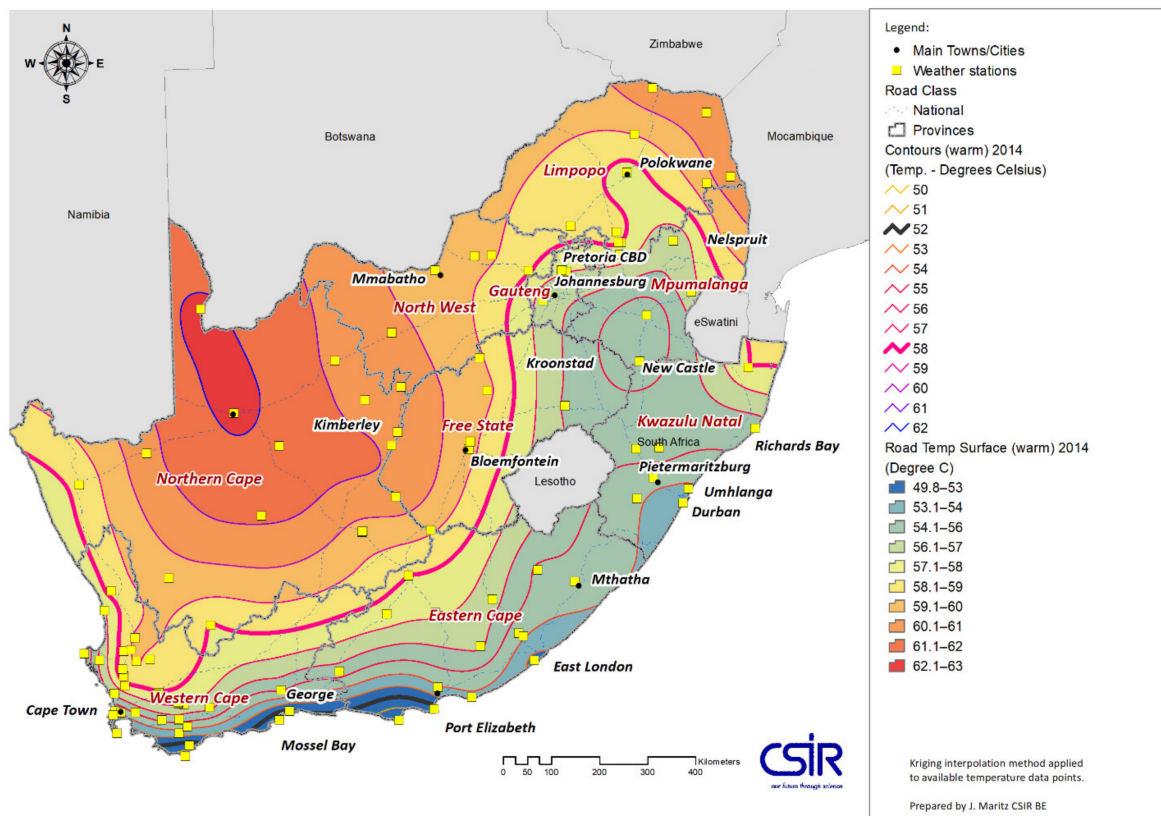 N
W E
S
Zimbabwe
Botswana
Mocambique
Namibia
Limpopo
Polokwane
Nelspruit
Pretoria CBD
Mmabatho
Johannesburg
Gauteng
Mpumalanga
North West
eSwatini
Kroonstad
New Castle
Kimberley
Free State
Kwazulu Natal
Richards Bay
South Africa
Bloemfontein
Pietermaritzburg
Northern Cape
Lesotho
Umhlanga
Durban
Mthatha
Eastern Cape
East London
Western Cape
George
Cape Town
Port Elizabeth
Mossel Bay
Kilometers
0 50 100 200 300 400
CSIR
our future through science
Legend:
Main Towns/Cities
Weather stations
Road Class
National
Provinces
Contours (warm) 2014
(Temp. - Degrees Celsius)
50
51
52
53
54
55
56
57
58
59
60
61
62
Road Temp Surface (warm) 2014
(Degree C)
49.8–53
53.1–54
54.1–56
56.1–57
57.1–58
58.1–59
59.1–60
60.1–61
61.1–62
62.1–63
Kriging interpolation method applied
to available temperature data points.
Prepared by J. Maritz CSIR BE